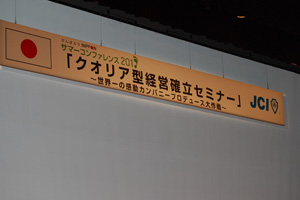 サマーコンファレンス2012
「クオリア型経営確立セミナー」
～世界一の感動カンパニープロデュース大作戦～
JCI